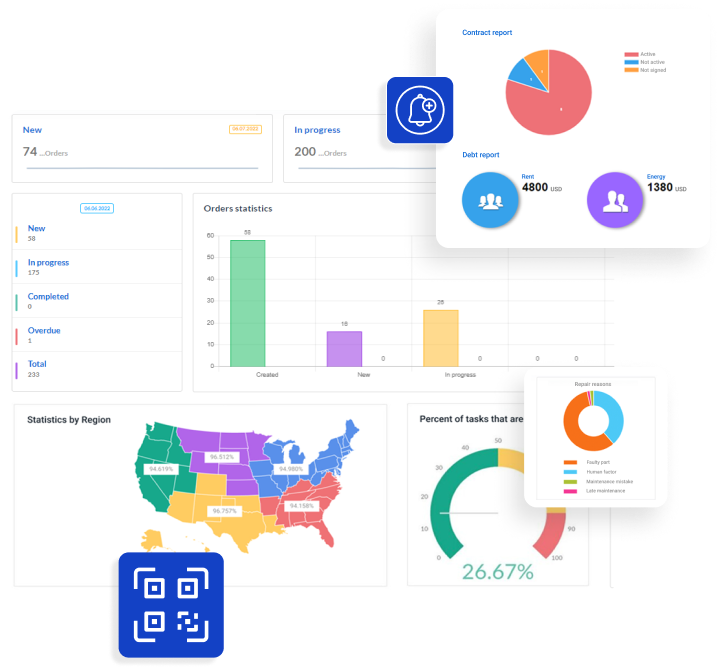 Contract report
Active
Not active
Not signed
Debt report
Rent
4800 USD
Energy
1380 USD
New
06.07.2022
74 ...Orders
In progress
200 ...Orders
06.06.2022
New
58
In progress
175
Completed
0
Overdue
1
Total
233
Orders statistics
60
50
40
30
20
10
0
58
16
0
26
0
0
0
Created
New
In progress
Statistics by Region
94.619%
96.512%
94.980%
96.757%
94.158%
Percent of tasks that are
0
10
20
30
40
50
90
100
26.67%
Repair reasons
Faulty part
Human factor
Maintenance mistake
Late maintenance